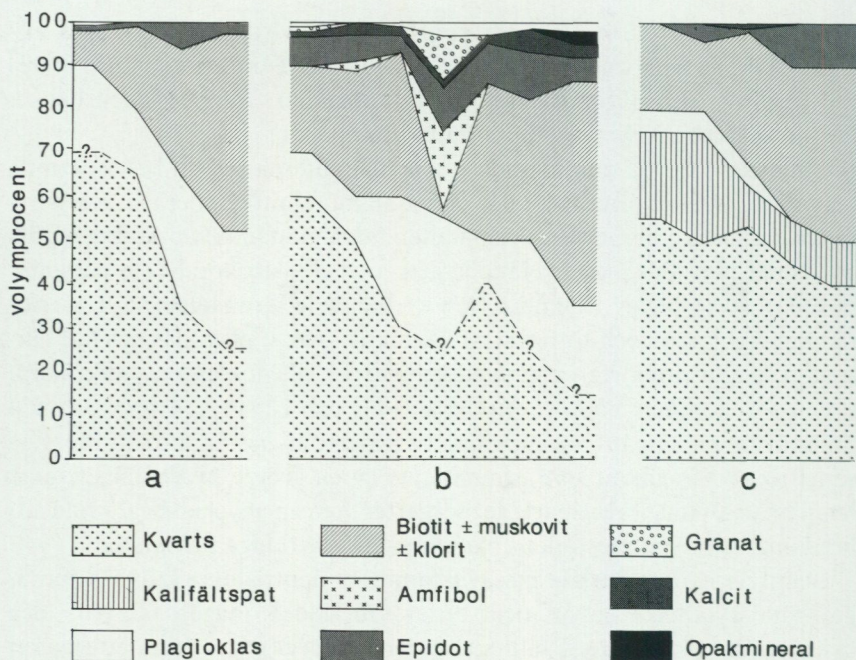 volymprocent
100
90
80
70
60
50
40
30
20
10
0
?
?
?
?
?
a
b
c
Kvarts
Biotit ± muskovit
± klorit
Granat
Kalifältspat
Amfibol
Kalcit
Plagioklas
Epidot
Opakmineral